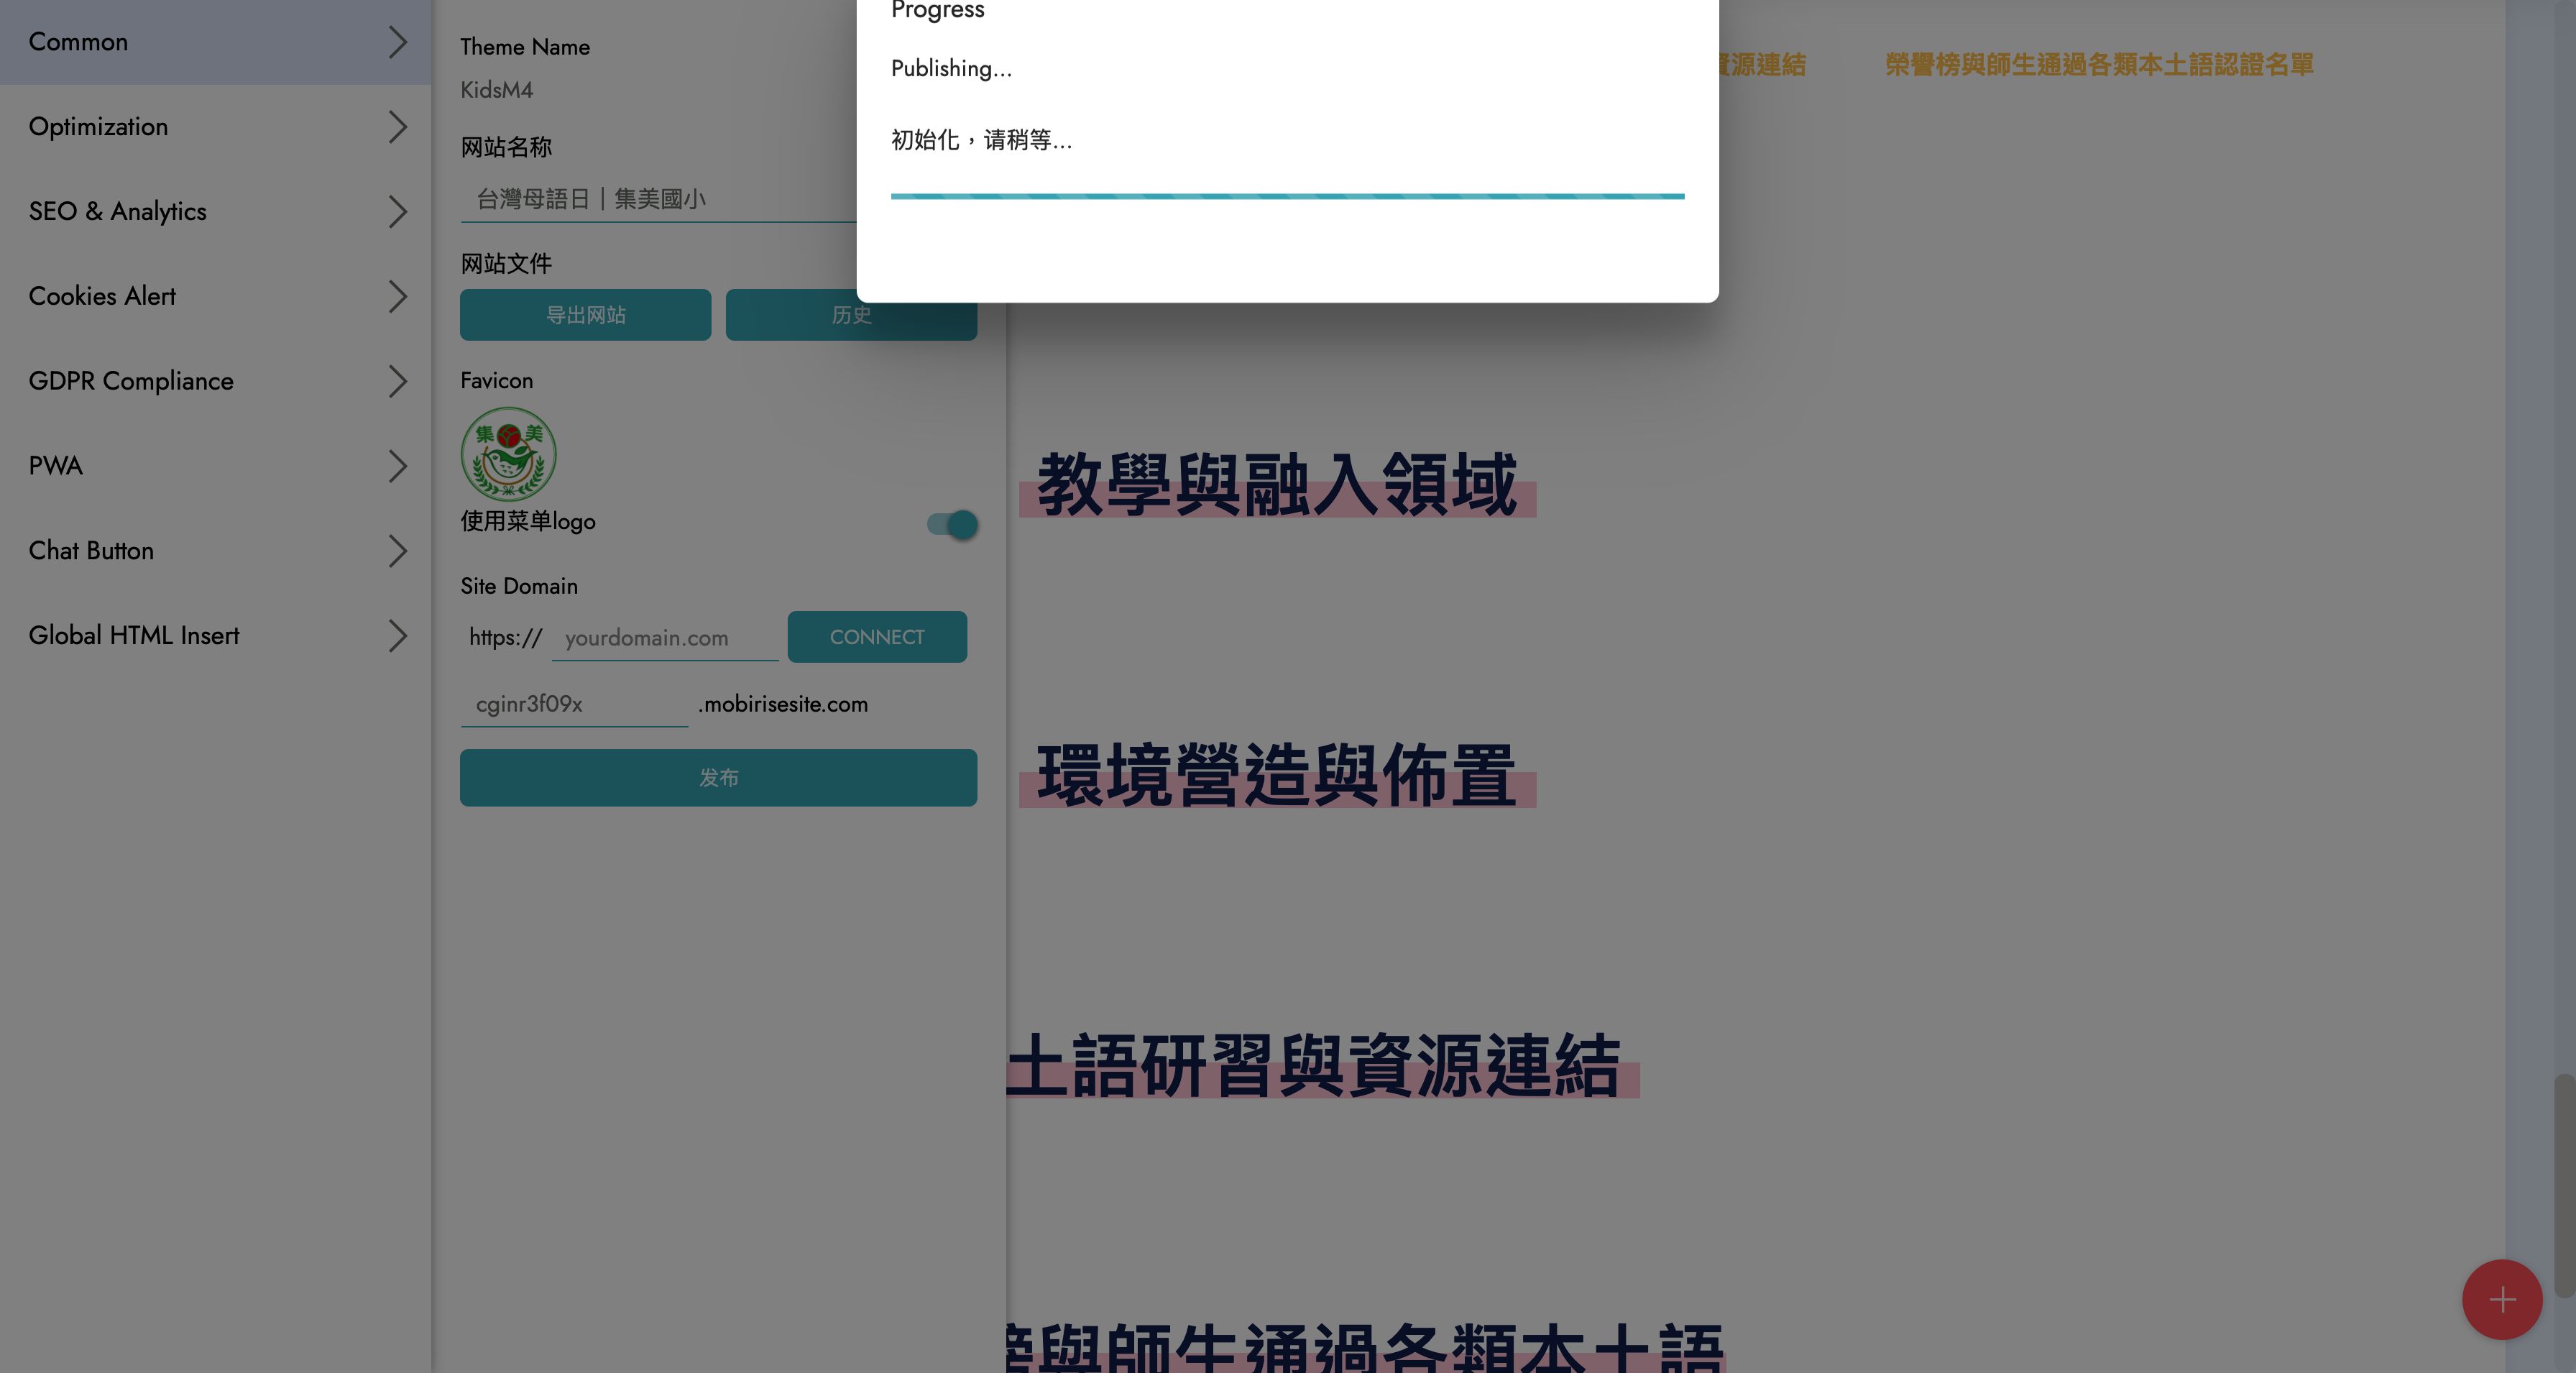 Common
Optimization
SEO & Analytics
Cookies Alert
GDPR Compliance
PWA
Chat Button
Global HTML Insert
Theme Name
KidsM4
网站名称
台灣母語日｜集美國小
网站文件
导出网站
历史
Favicon
集 美
使用菜单logo
Site Domain
https:// yourdomain.com CONNECT
cginr3f09x .mobirisesite.com
发布
Progress
Publishing...
初始化，请稍等...
源連結 榮譽榜與師生通過各類本土語認證名單
教學與融入領域
環境營造與佈置
土語研習與資源連結
與師生通過各類本土語